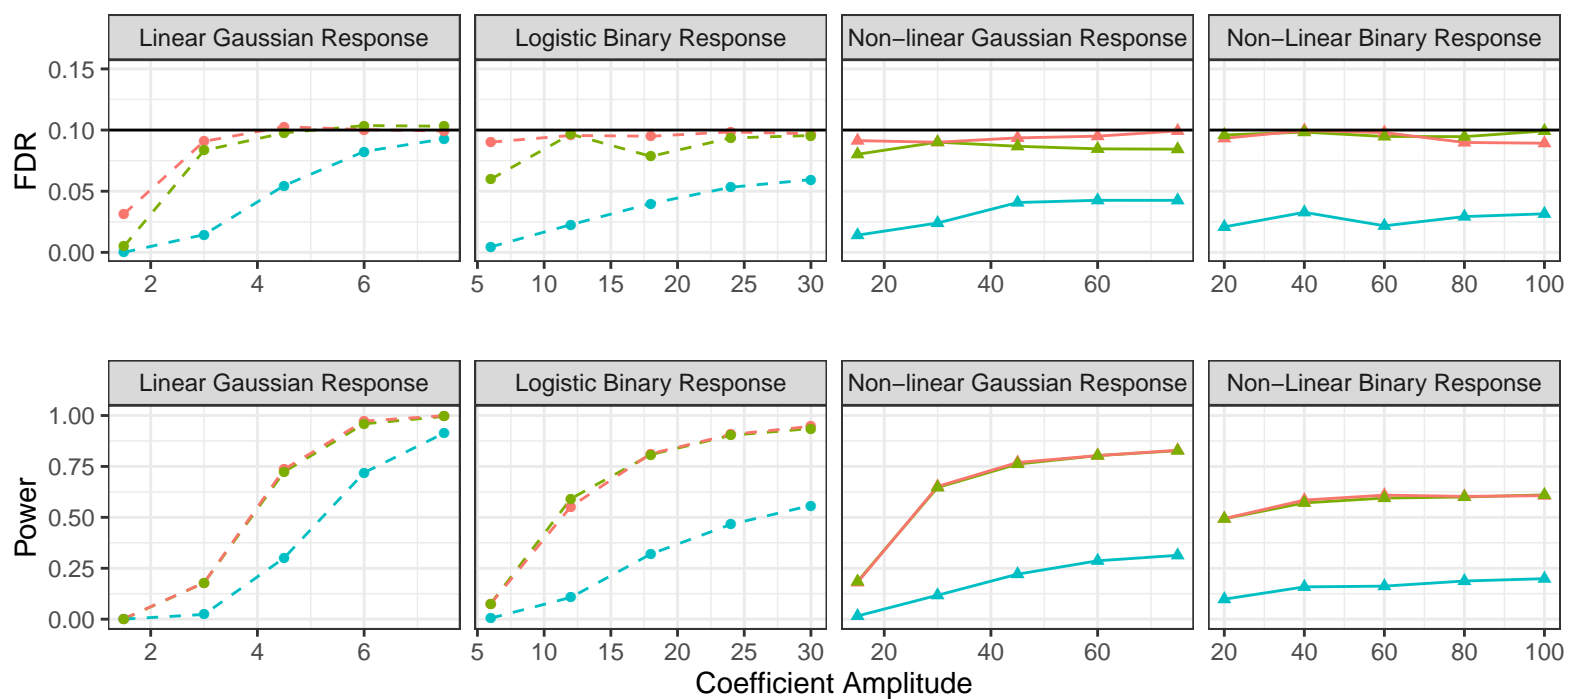 Linear Gaussian Response Logistic Binary Response Non−linear Gaussian Response Non−Linear Binary Response
0.15
0.10
0.05
0.00
FDR
2 4 6 5 10 15 20 25 30 20 40 60 20 40 60 80 100
Linear Gaussian Response Logistic Binary Response Non−linear Gaussian Response Non−Linear Binary Response
1.00
0.75
0.50
0.25
0.00
Power
2 4 6 5 10 15 20 25 30 20 40 60 20 40 60 80 100
Coefficient Amplitude